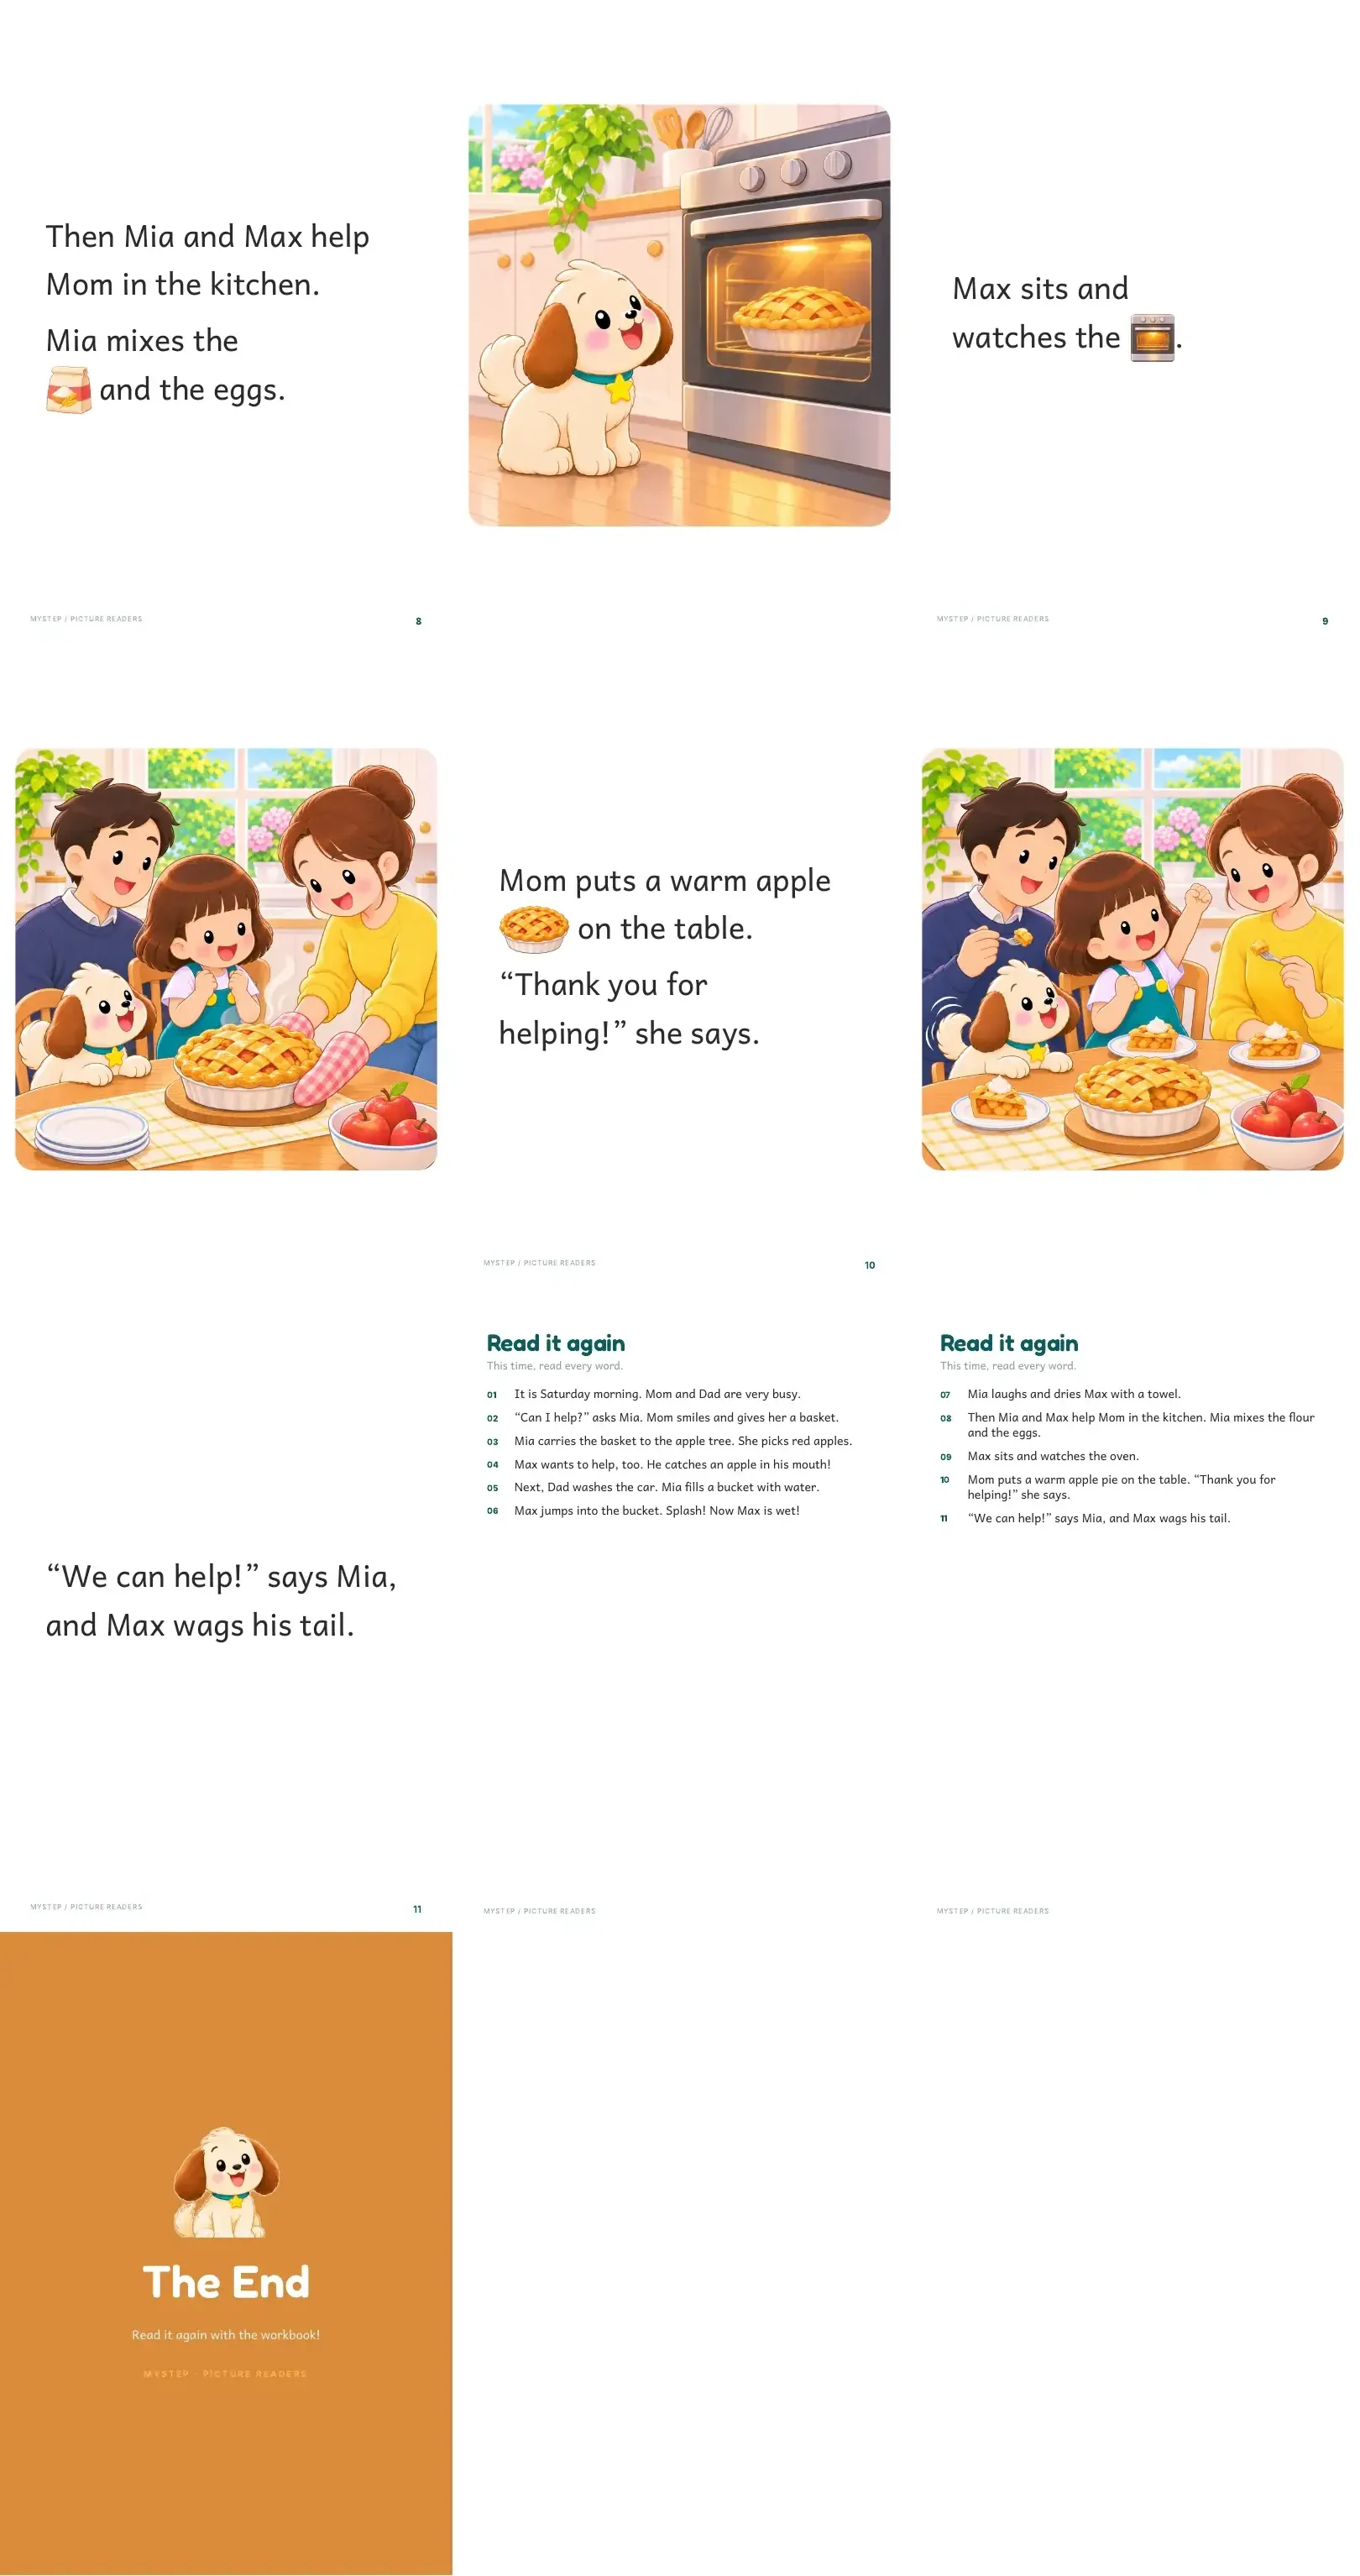 Then Mia and Max help
Mom in the kitchen.
Mia mixes the
and the eggs.
MYSTEP / PICTURE READERS
8
Max sits and
watches the .
MYSTEP / PICTURE READERS
9
Mom puts a warm apple
on the table.
“Thank you for
helping!” she says.
MYSTEP / PICTURE READERS
10
“We can help!” says Mia,
and Max wags his tail.
MYSTEP / PICTURE READERS
11
Read it again
This time, read every word.
01 It is Saturday morning. Mom and Dad are very busy.
02 “Can I help?” asks Mia. Mom smiles and gives her a basket.
03 Mia carries the basket to the apple tree. She picks red apples.
04 Max wants to help, too. He catches an apple in his mouth!
05 Next, Dad washes the car. Mia fills a bucket with water.
06 Max jumps into the bucket. Splash! Now Max is wet!
MYSTEP / PICTURE READERS
Read it again
This time, read every word.
07 Mia laughs and dries Max with a towel.
08 Then Mia and Max help Mom in the kitchen. Mia mixes the flour
and the eggs.
09 Max sits and watches the oven.
10 Mom puts a warm apple pie on the table. “Thank you for
helping!” she says.
11 “We can help!” says Mia, and Max wags his tail.
MYSTEP / PICTURE READERS
The End
Read it again with the workbook!
MYSTEP · PICTURE READERS